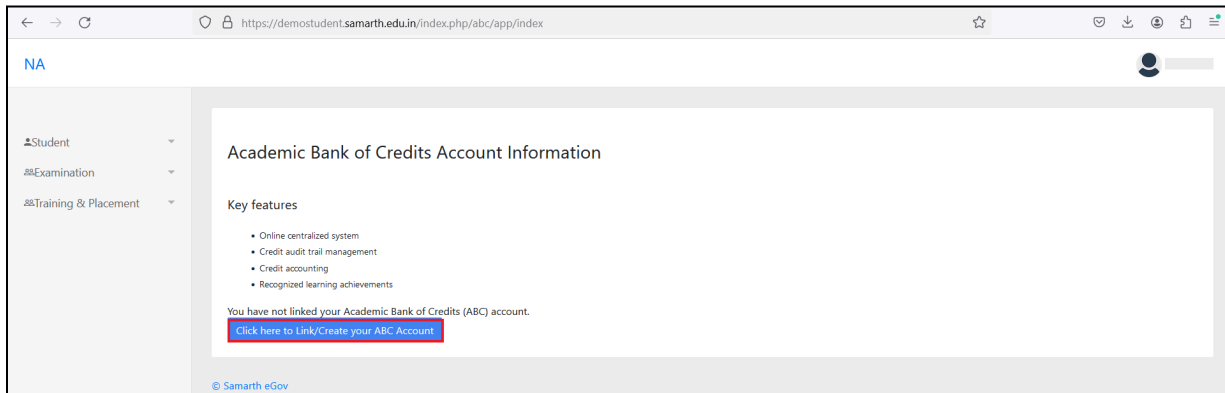 https://demostudent.samarth.edu.in/index.php/abc/app/index
NA
Student
Examination
Training & Placement
Academic Bank of Credits Account Information
Key features
• Online centralized system
• Credit audit trail management
• Credit accounting
• Recognized learning achievements
You have not linked your Academic Bank of Credits (ABC) account.
Click here to Link/Create your ABC Account
© Samarth eGov